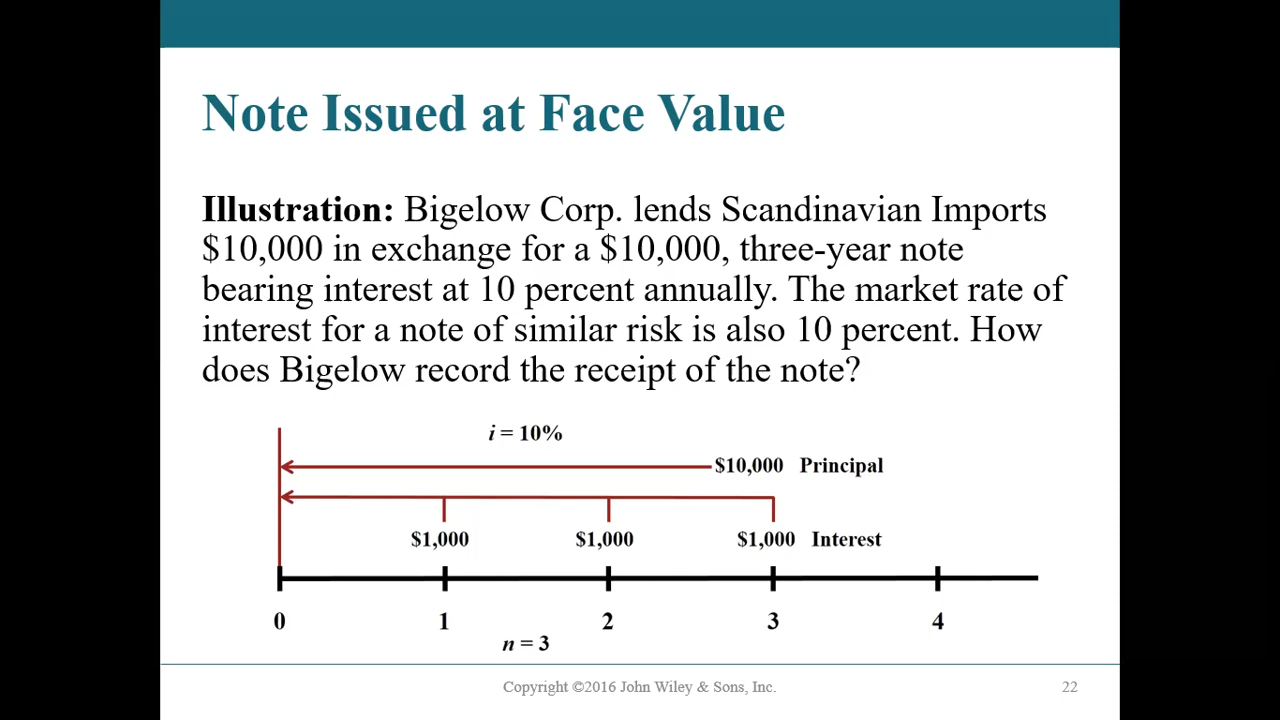 Note Issued at Face Value
Illustration: Bigelow Corp. lends Scandinavian Imports
$10,000 in exchange for a $10,000, three-year note
bearing interest at 10 percent annually. The market rate of
interest for a note of similar risk is also 10 percent. How
does Bigelow record the receipt of the note?
i = 10%
$10,000 Principal
$1,000 $1,000 $1,000 Interest
0 1 2 3 4
n = 3
Copyright ©2016 John Wiley & Sons, Inc. 22